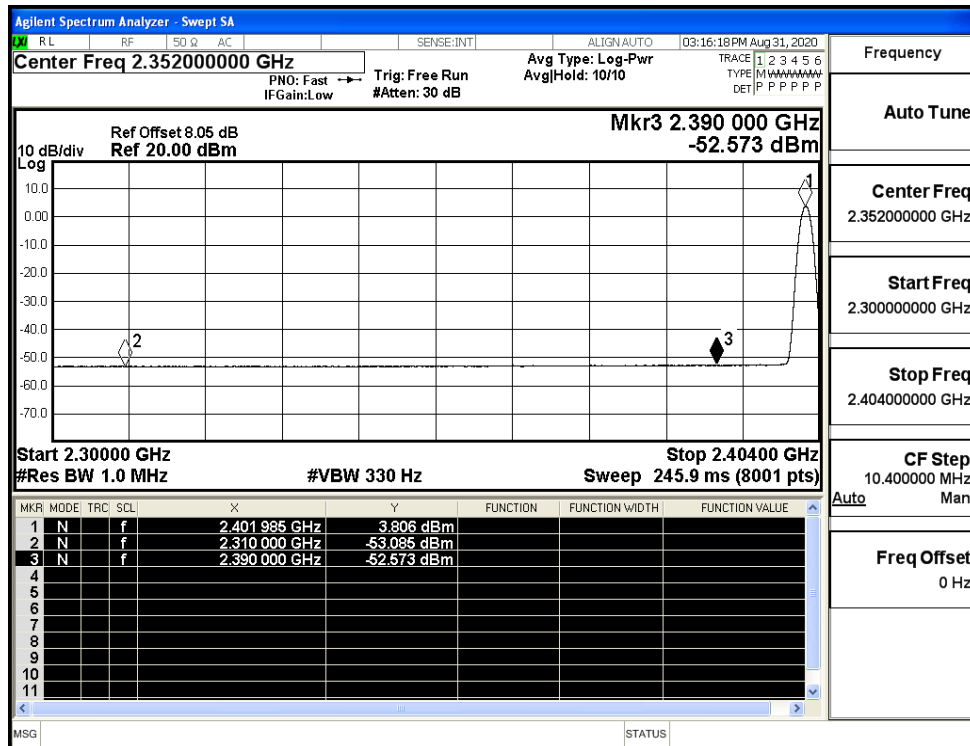 Agilent Spectrum Analyzer - Swept SA
LXI RL RF 50 Ω AC SENSE:INT ALIGN AUTO 03:16:18 PM Aug 31, 2020
Center Freq 2.352000000 GHz
PNO: Fast
IFGain:Low
Trig: Free Run
#Atten: 30 dB
Avg Type: Log-Pwr
Avg|Hold: 10/10
TRACE 1 2 3 4 5 6
TYPE M W W W W W
DET P P P P P P
Ref Offset 8.05 dB
10 dB/div Ref 20.00 dBm
Log
Mkr3 2.390 000 GHz
-52.573 dBm
10.0
0.00
-10.0
-20.0
-30.0
-40.0
-50.0
-60.0
-70.0
1
2
3
Start 2.30000 GHz Stop 2.40400 GHz
#Res BW 1.0 MHz #VBW 330 Hz Sweep 245.9 ms (8001 pts)
MKR MODE TRC SCL X Y FUNCTION FUNCTION WIDTH FUNCTION VALUE
1 N f 2.401 985 GHz 3.806 dBm
2 N f 2.310 000 GHz -53.085 dBm
3 N f 2.390 000 GHz -52.573 dBm
4
5
6
7
8
9
10
11
MSG STATUS
Frequency
Auto Tune
Center Freq
2.352000000 GHz
Start Freq
2.300000000 GHz
Stop Freq
2.404000000 GHz
CF Step
10.400000 MHz
Auto Man
Freq Offset
0 Hz